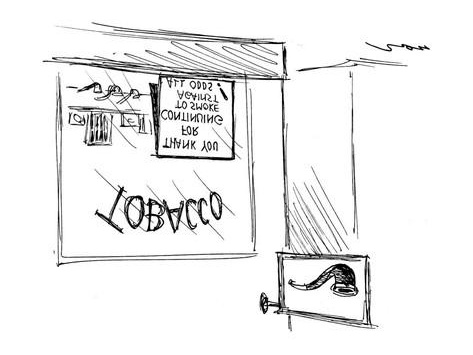 TOBACCO
THANK YOU
FOR
CONTINUING
TO SMOKE
AGAINST
ALL ODDS!